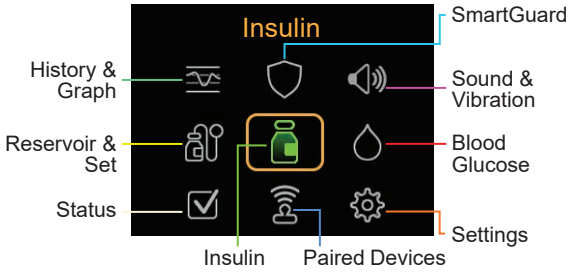 Insulin
SmartGuard
History &
Graph
Sound &
Vibration
Reservoir &
Set
Blood
Glucose
Status
Settings
Insulin
Paired Devices